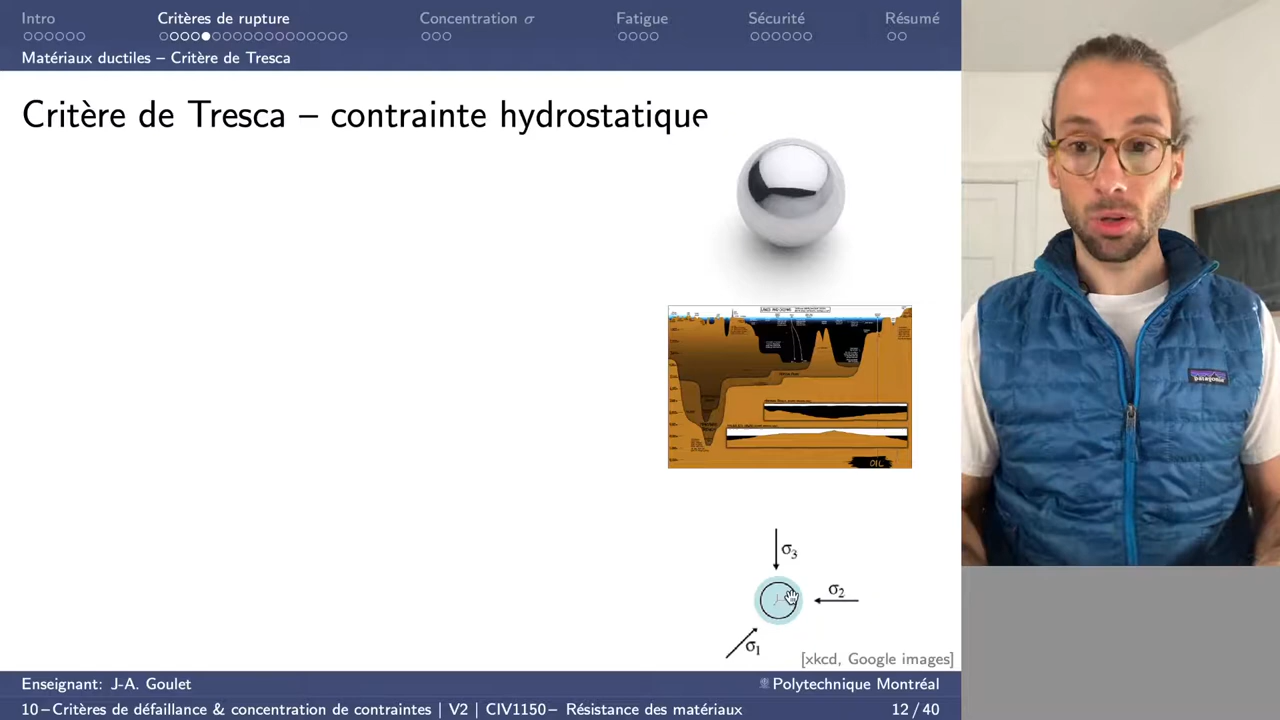 Intro
Critères de rupture
Concentration σ
Fatigue
Sécurité
Résumé
Matériaux ductiles – Critère de Tresca
Critère de Tresca – contrainte hydrostatique
OIL
σ3
σ2
σ1
[xkcd, Google images]
Enseignant: J-A. Goulet
Polytechnique Montréal
10 – Critères de défaillance & concentration de contraintes | V2 | CIV1150 – Résistance des matériaux
12 / 40
patagonia